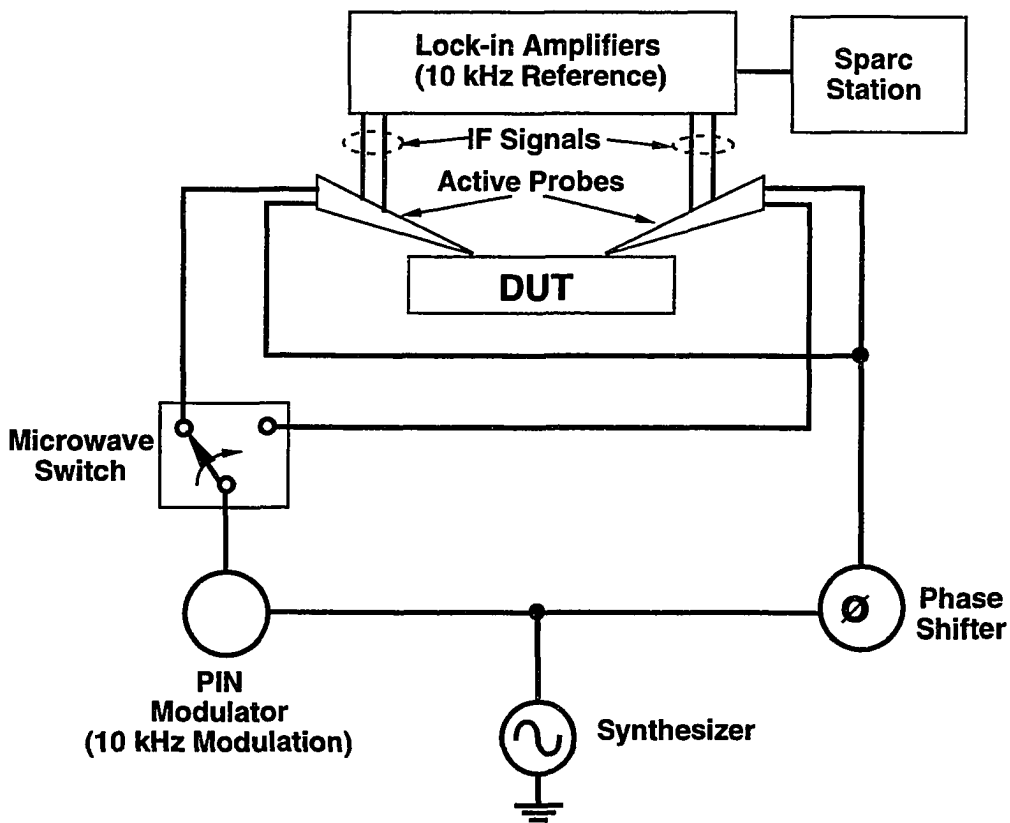 Lock-in Amplifiers
(10 kHz Reference)
Sparc
Station
IF Signals
Active Probes
DUT
Microwave
Switch
Ø
Phase
Shifter
PIN
Modulator
(10 kHz Modulation)
Synthesizer